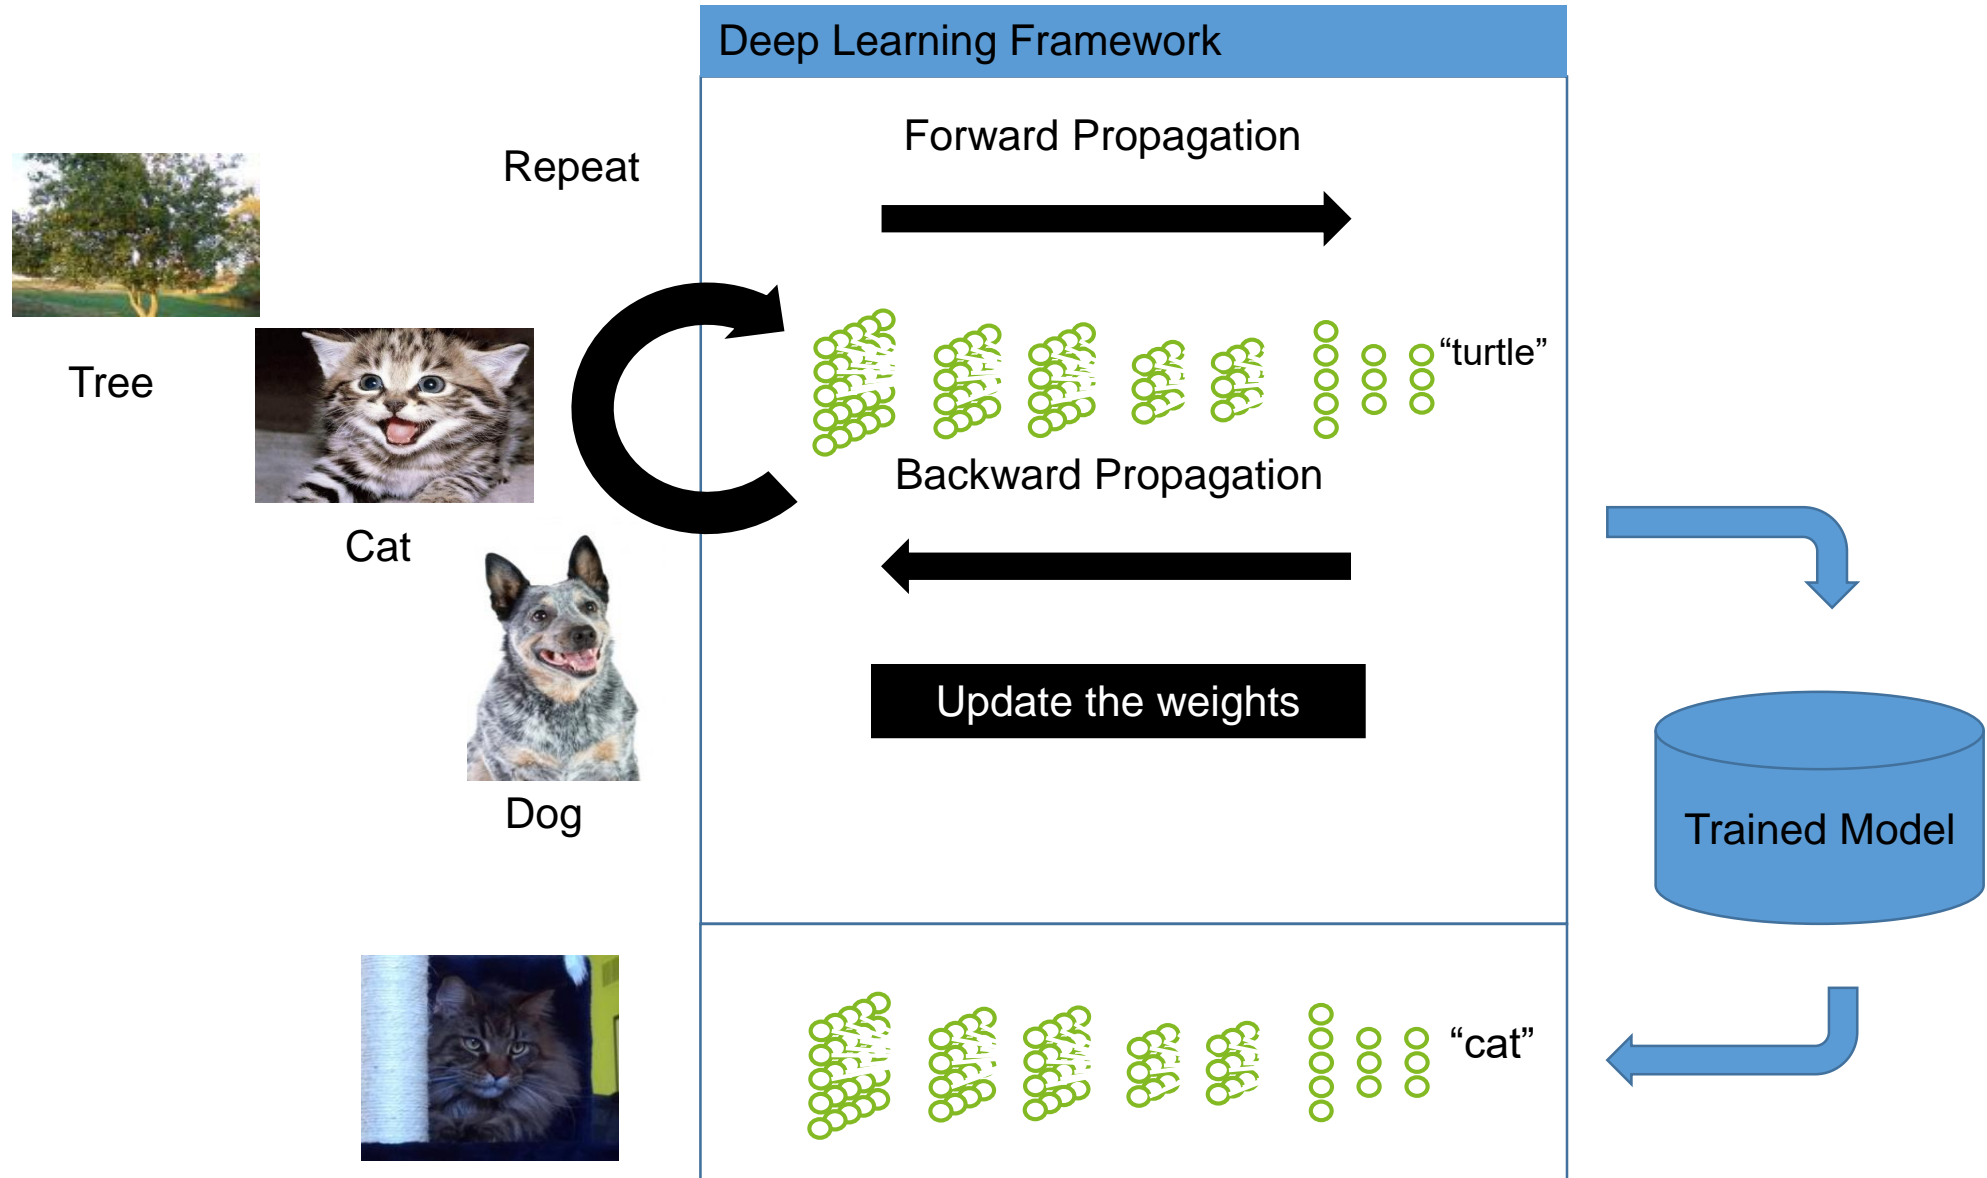 Deep Learning Framework
Forward Propagation
Repeat
“turtle”
Tree
Backward Propagation
Cat
Update the weights
Dog
Trained Model
“cat”